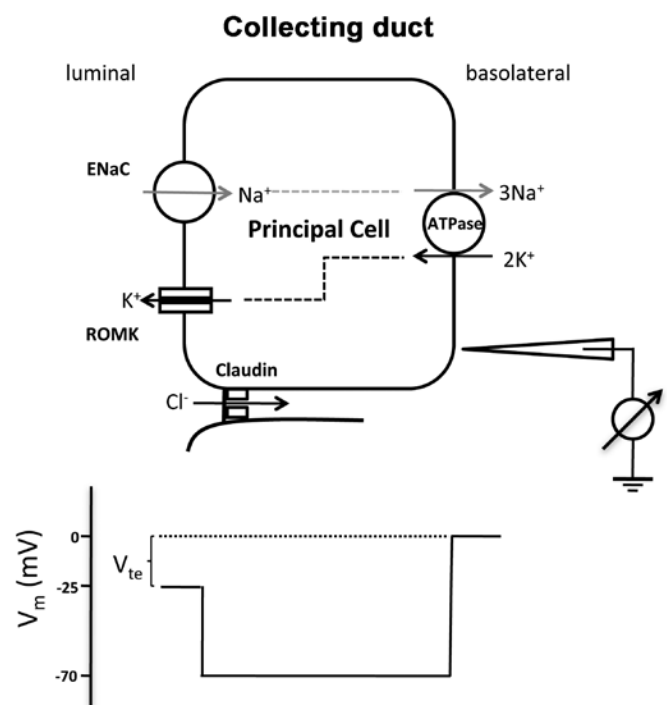 Collecting duct
luminal
basolateral
ENaC
Na⁺
3Na⁺
Principal Cell
ATPase
2K⁺
K⁺
ROMK
Claudin
Cl⁻
0
V_te
-25
V_m (mV)
-70